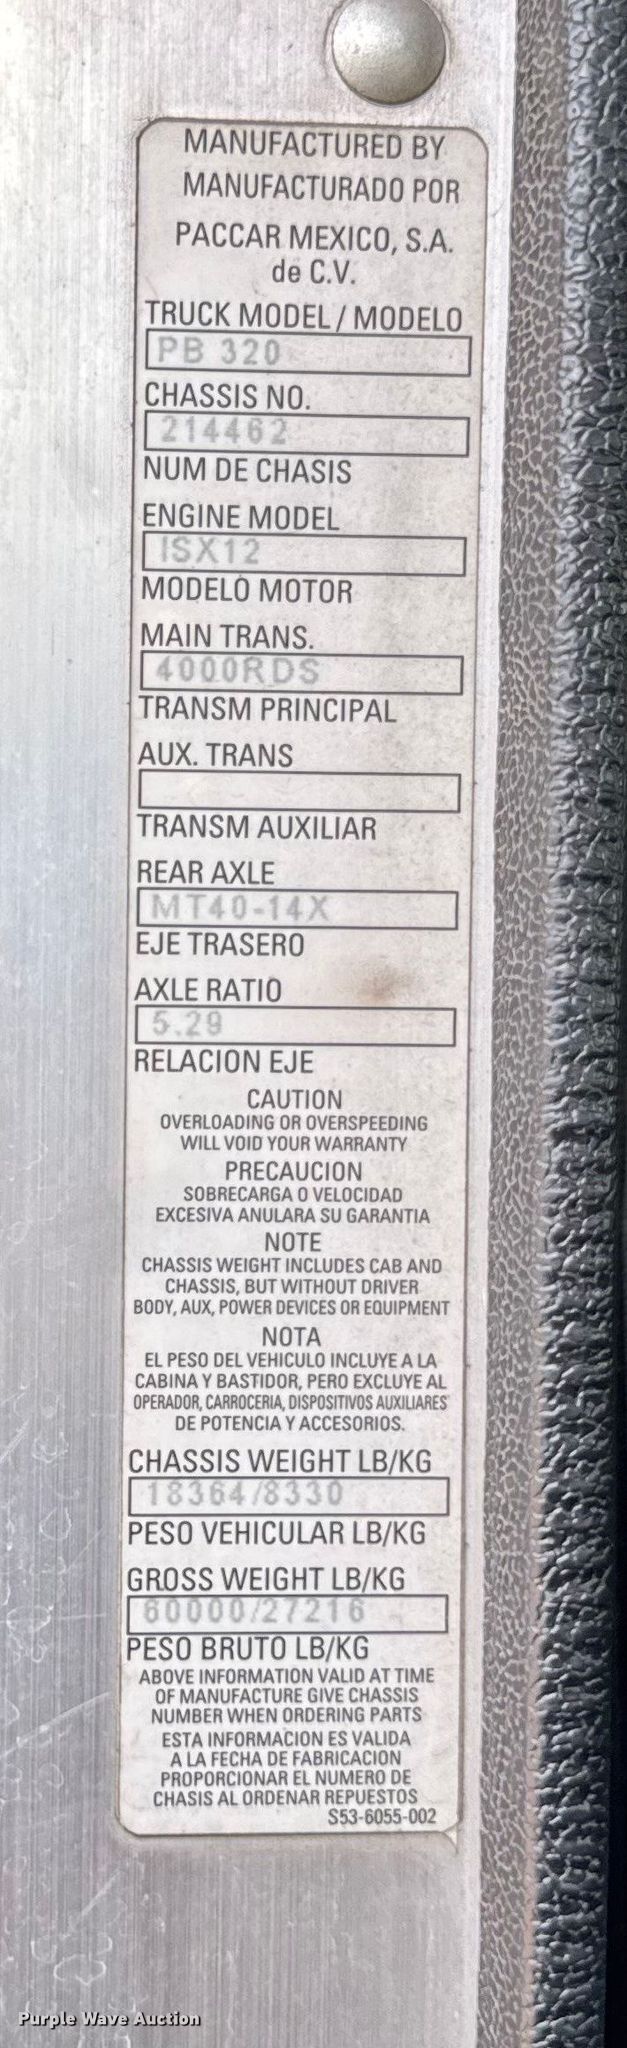 MANUFACTURED BY
MANUFACTURADO POR
PACCAR MEXICO, S.A.
de C.V.
TRUCK MODEL / MODELO
PB 320
CHASSIS NO.
214462
NUM DE CHASIS
ENGINE MODEL
ISX12
MODELO MOTOR
MAIN TRANS.
4000RDS
TRANSM PRINCIPAL
AUX. TRANS
TRANSM AUXILIAR
REAR AXLE
MT40-14X
EJE TRASERO
AXLE RATIO
5.29
RELACION EJE
CAUTION
OVERLOADING OR OVERSPEEDING
WILL VOID YOUR WARRANTY
PRECAUCION
SOBRECARGA O VELOCIDAD
EXCESIVA ANULARA SU GARANTIA
NOTE
CHASSIS WEIGHT INCLUDES CAB AND
CHASSIS, BUT WITHOUT DRIVER
BODY, AUX, POWER DEVICES OR EQUIPMENT
NOTA
EL PESO DEL VEHICULO INCLUYE A LA
CABINA Y BASTIDOR, PERO EXCLUYE AL
OPERADOR, CARROCERIA, DISPOSITIVOS AUXILIARES
DE POTENCIA Y ACCESORIOS.
CHASSIS WEIGHT LB/KG
18364/8330
PESO VEHICULAR LB/KG
GROSS WEIGHT LB/KG
60000/27216
PESO BRUTO LB/KG
ABOVE INFORMATION VALID AT TIME
OF MANUFACTURE GIVE CHASSIS
NUMBER WHEN ORDERING PARTS
ESTA INFORMACION ES VALIDA
A LA FECHA DE FABRICACION
PROPORCIONAR EL NUMERO DE
CHASIS AL ORDENAR REPUESTOS
S53-6055-002
Purple Wave Auction